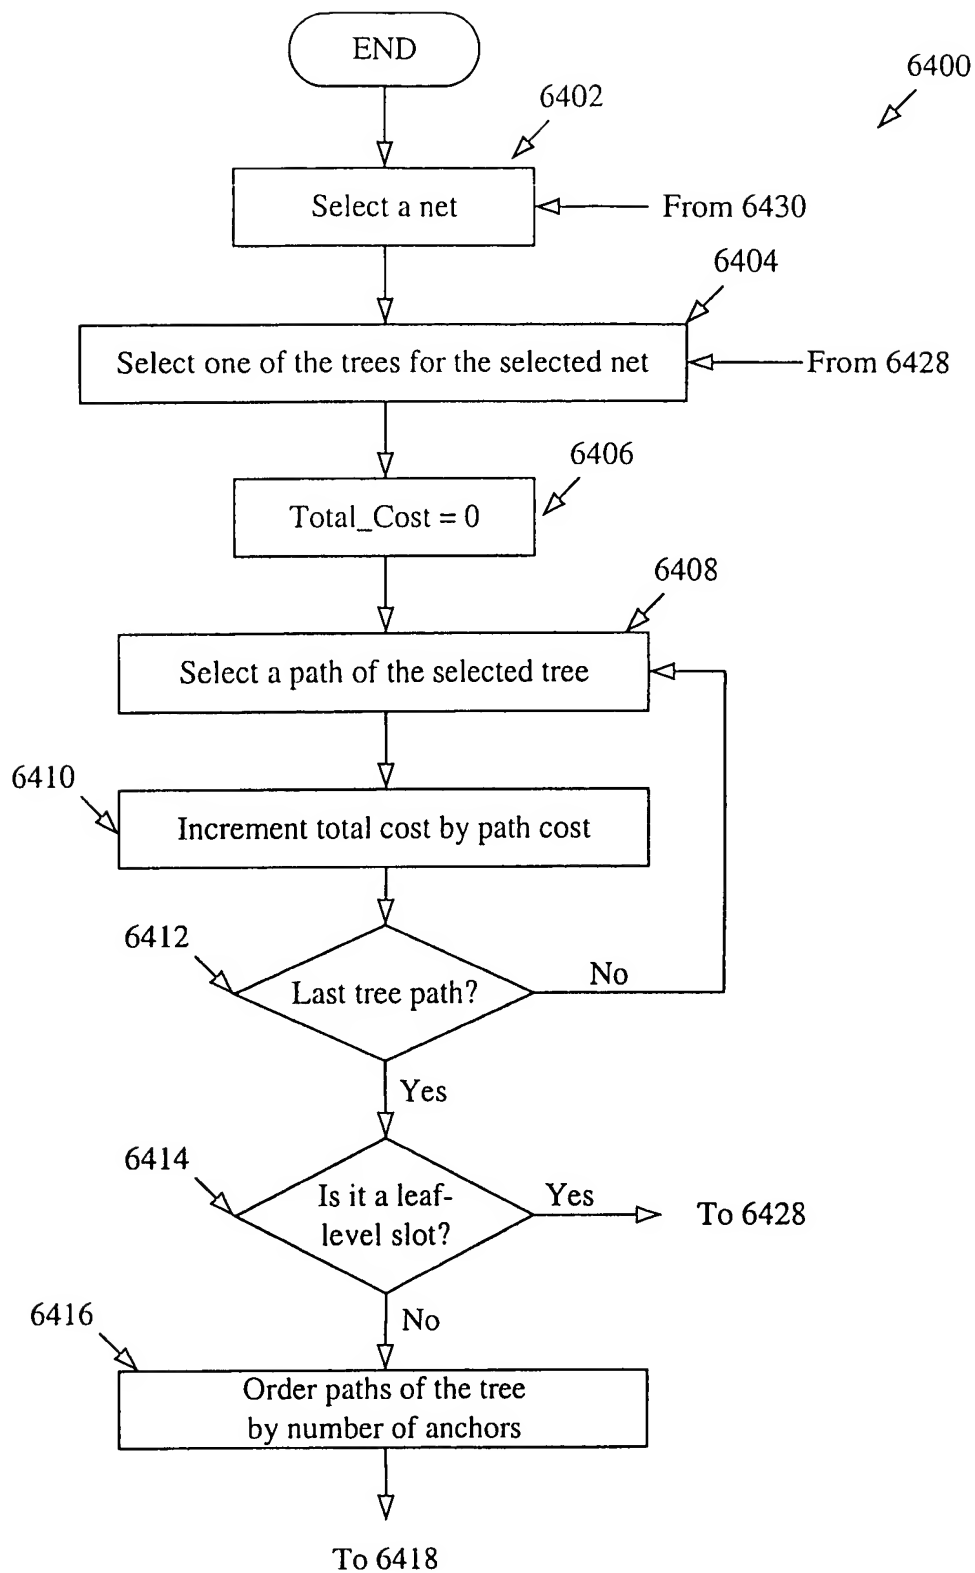 END
6400
6402
Select a net
From 6430
6404
Select one of the trees for the selected net
From 6428
6406
Total_Cost = 0
6408
Select a path of the selected tree
6410
Increment total cost by path cost
6412
Last tree path?
No
Yes
6414
Is it a leaf-
level slot?
Yes
To 6428
No
6416
Order paths of the tree
by number of anchors
To 6418